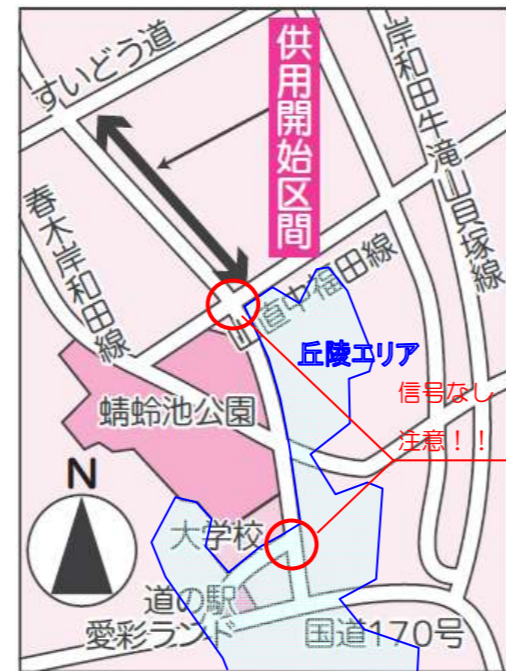 すいどう道
供用開始区間
岸和田牛滝山貝塚線
春木岸和田線
山直中福田線
丘陵エリア
信号なし
注意！！
蜻蛉池公園
N
大学校
道の駅
愛彩ランド
国道170号